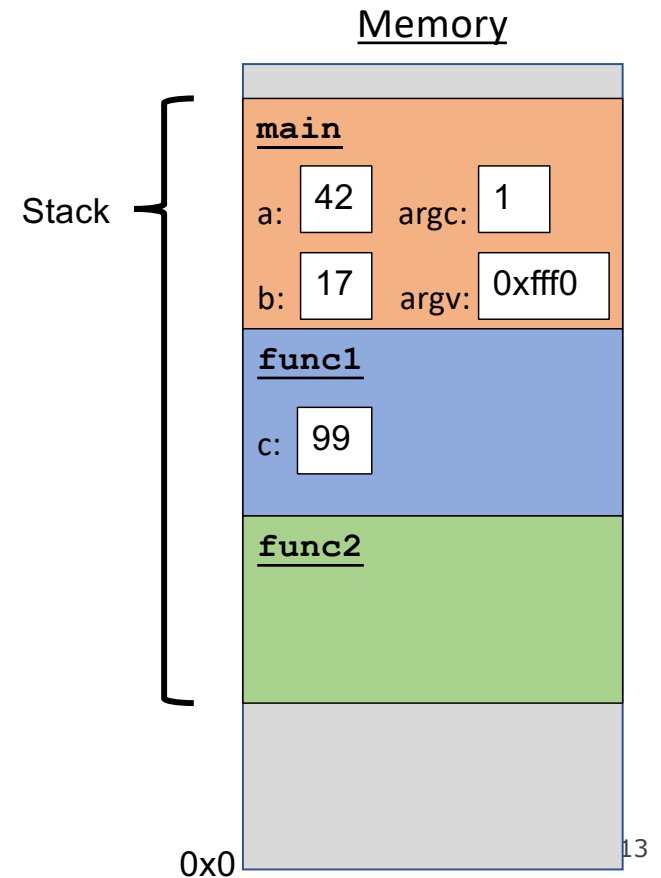 Memory
main
Stack
a: 42 argc: 1
b: 17 argv: 0xfff0
func1
c: 99
func2
13
0x0